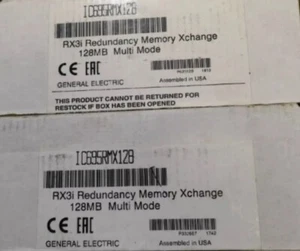 IC695RMX128
RX3i Redundancy Memory Xchange
128MB Multi Mode
CE EAC
GENERAL ELECTRIC
Assembled in USA
THIS PRODUCT CANNOT BE RETURNED FOR
RESTOCK IF BOX HAS BEEN OPENED
IC695RMX128
RX3i Redundancy Memory Xchange
128MB Multi Mode
CE EAC
GENERAL ELECTRIC
Assembled in USA